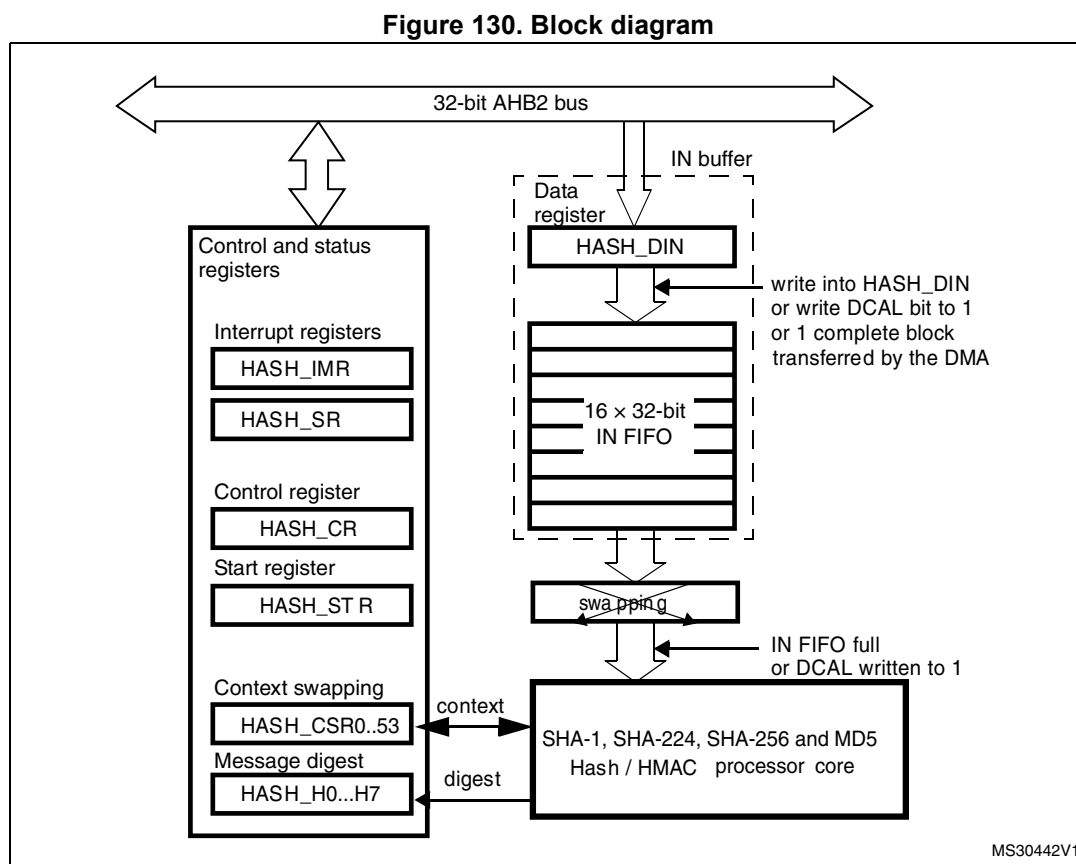 Figure 130. Block diagram
32-bit AHB2 bus
IN buffer
Data
register
HASH_DIN
write into HASH_DIN
or write DCAL bit to 1
or 1 complete block
transferred by the DMA
16 × 32-bit
IN FIFO
swapping
IN FIFO full
or DCAL written to 1
Control and status
registers
Interrupt registers
HASH_IMR
HASH_SR
Control register
HASH_CR
Start register
HASH_STR
Context swapping
HASH_CSR0..53
Message digest
HASH_H0...H7
context
digest
SHA-1, SHA-224, SHA-256 and MD5
Hash / HMAC processor core
MS30442V1